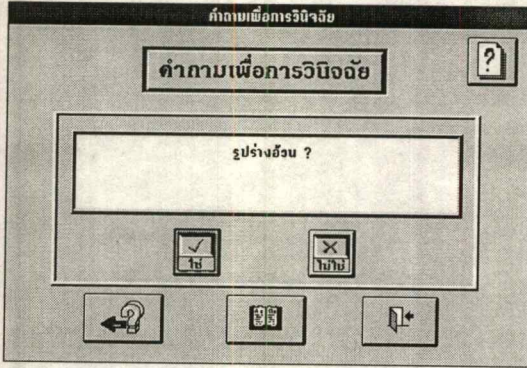 คำถามเพื่อการวินิจฉัย
คำถามเพื่อการวินิจฉัย
?
รูปร่างอ้วน ?
ใช่
ไม่ใช่